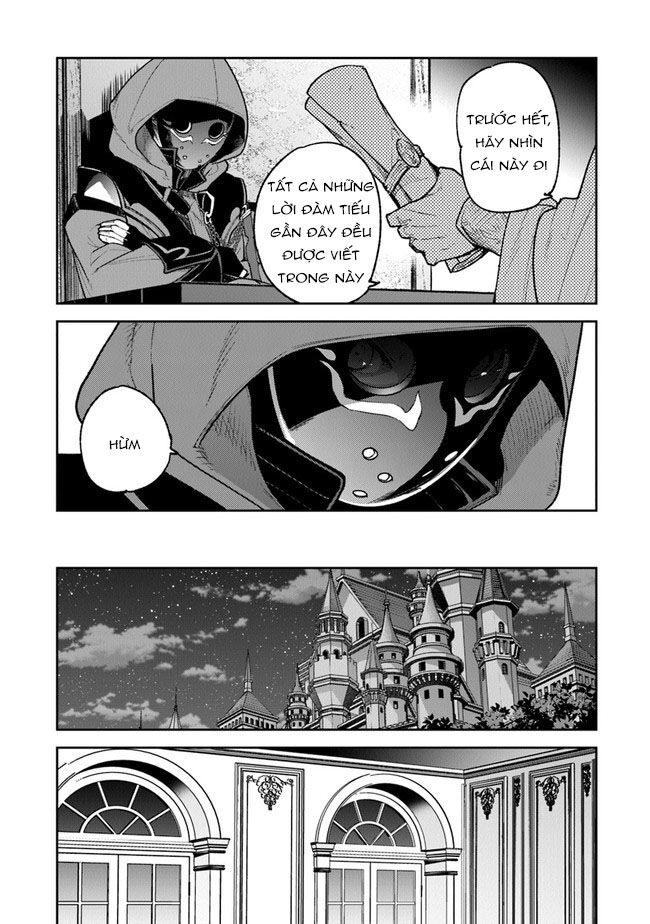 TRƯỚC HẾT,
HÃY NHÌN
CÁI NÀY ĐI
TẤT CẢ NHỮNG
LỜI ĐÀM TIẾU
GẦN ĐÂY ĐỀU
ĐƯỢC VIẾT
TRONG NÀY
HỪM